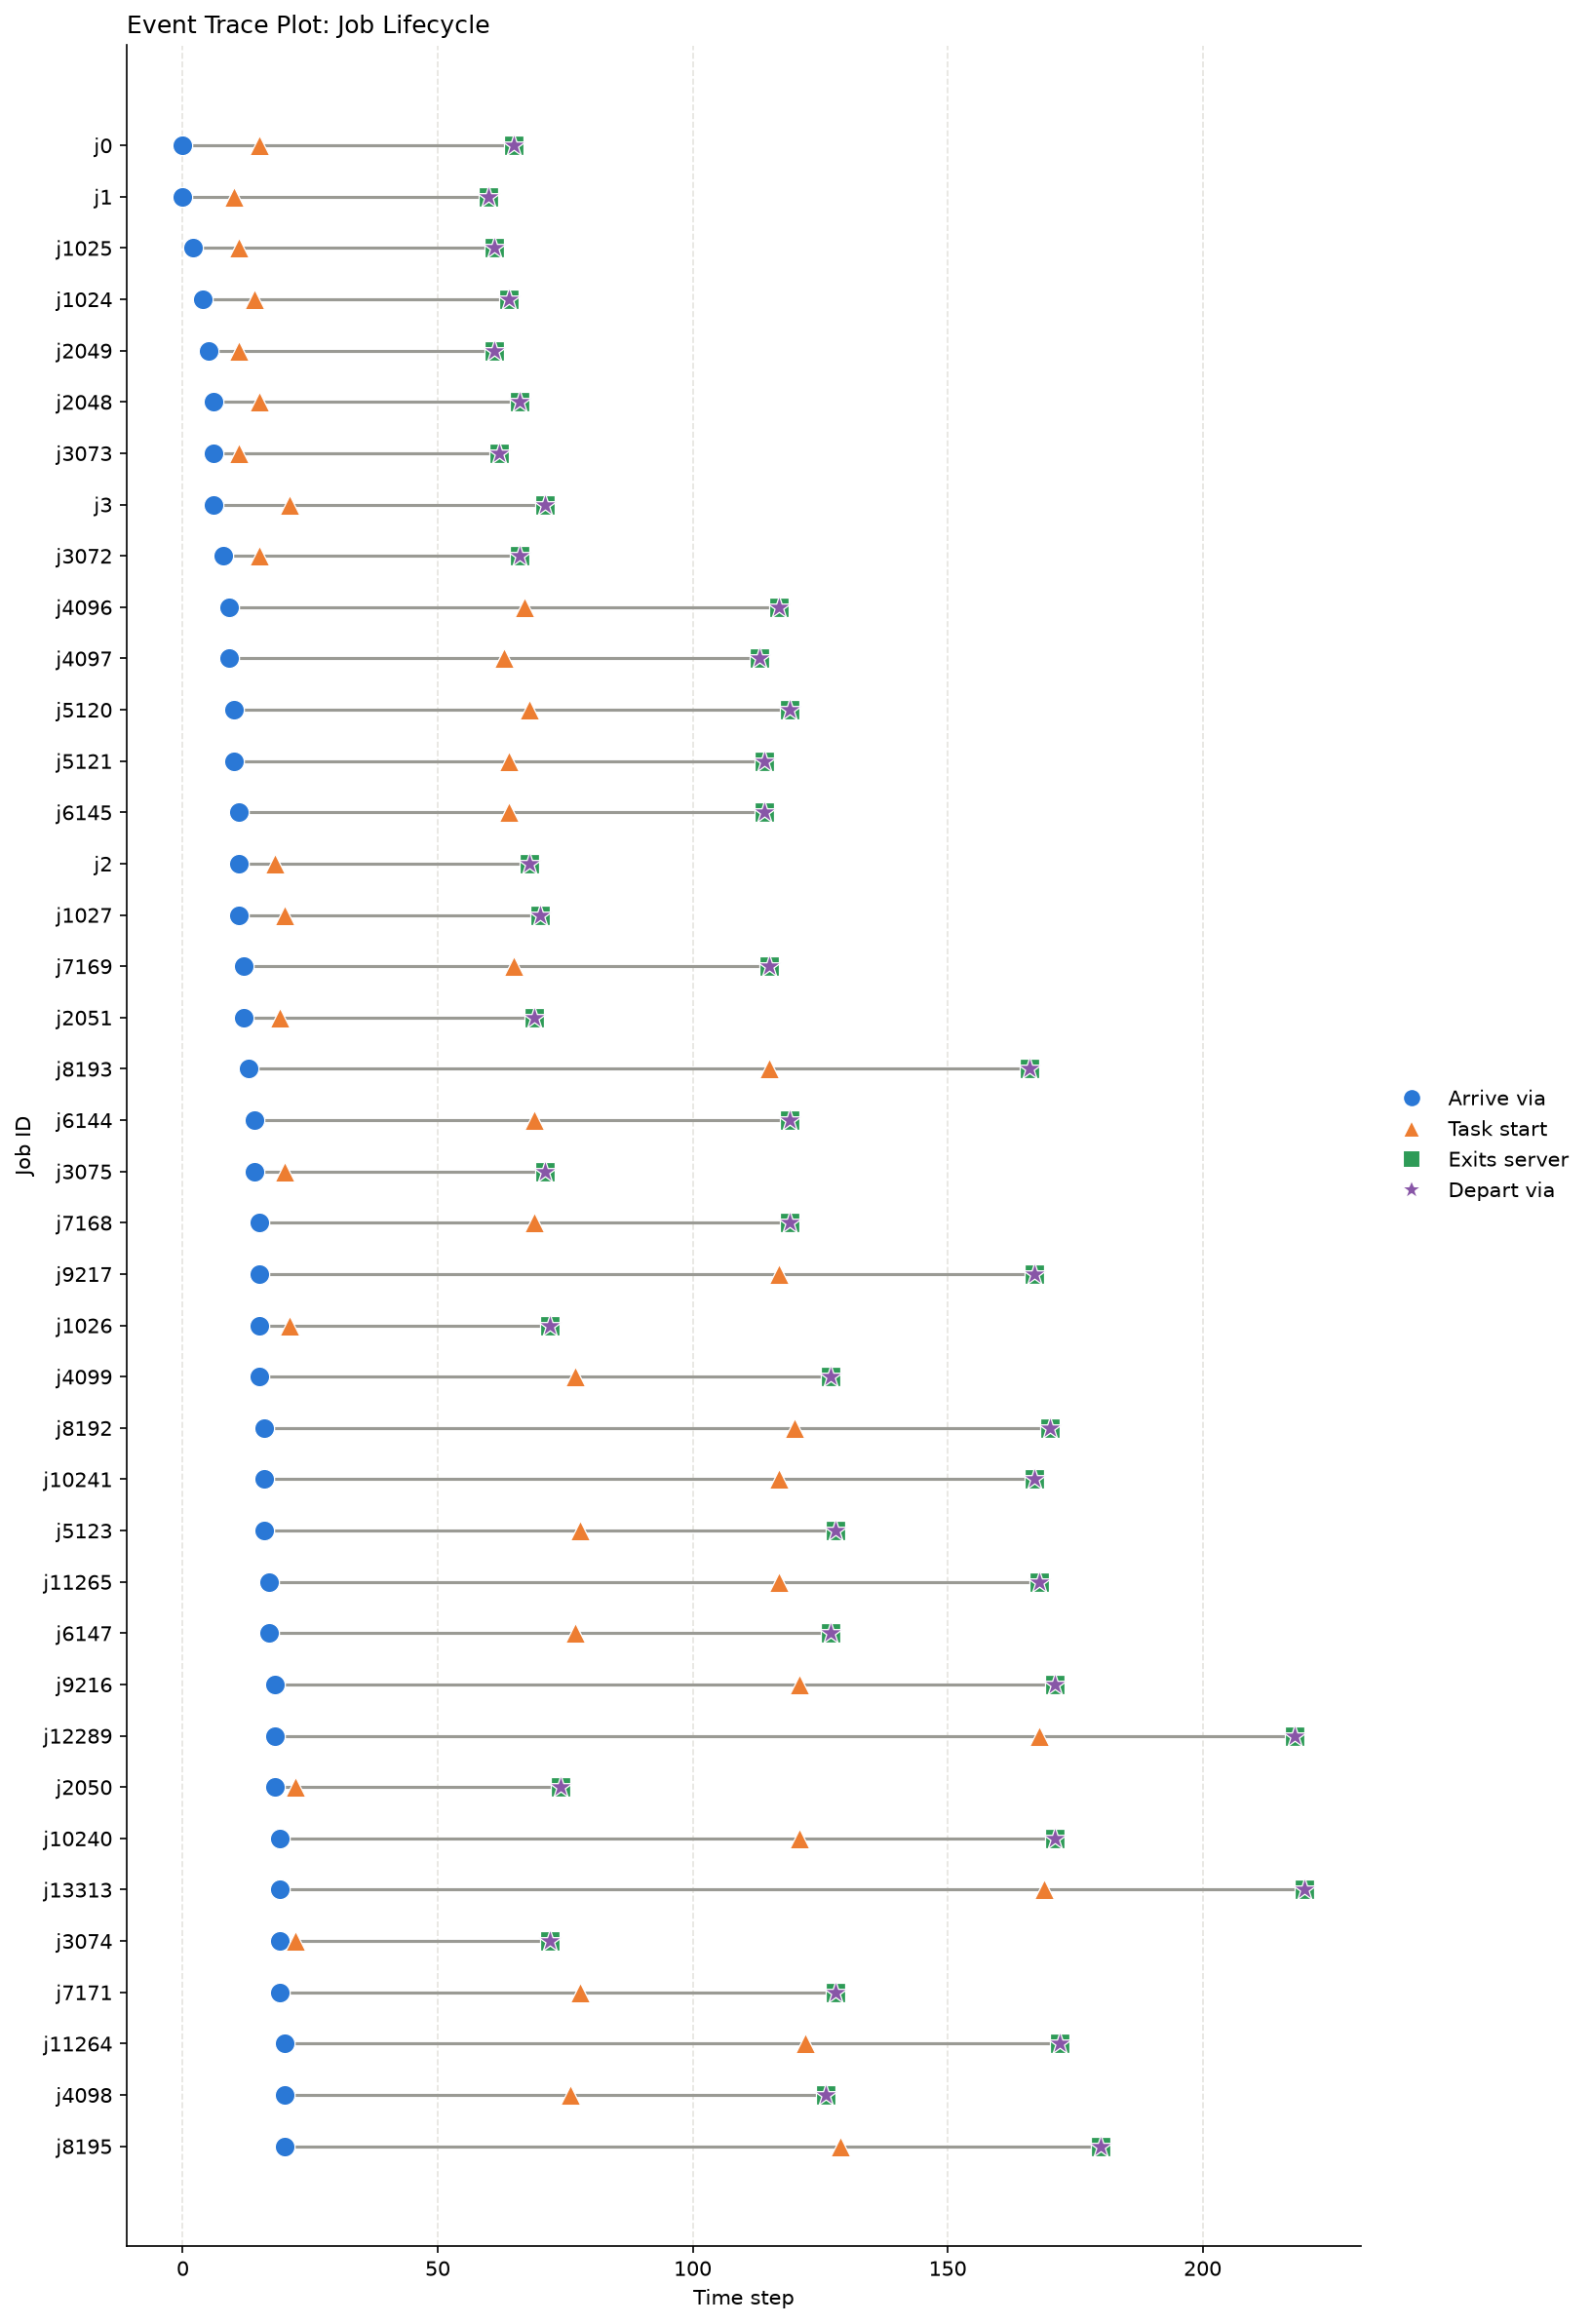 Event Trace Plot: Job Lifecycle
j0
j1
j1025
j1024
j2049
j2048
j3073
j3
j3072
j4096
j4097
j5120
j5121
j6145
j2
j1027
j7169
j2051
j8193
j6144
j3075
j7168
j9217
j1026
j4099
j8192
j10241
j5123
j11265
j6147
j9216
j12289
j2050
j10240
j13313
j3074
j7171
j11264
j4098
j8195
Job ID
0 50 100 150 200
Time step
Arrive via
Task start
Exits server
Depart via